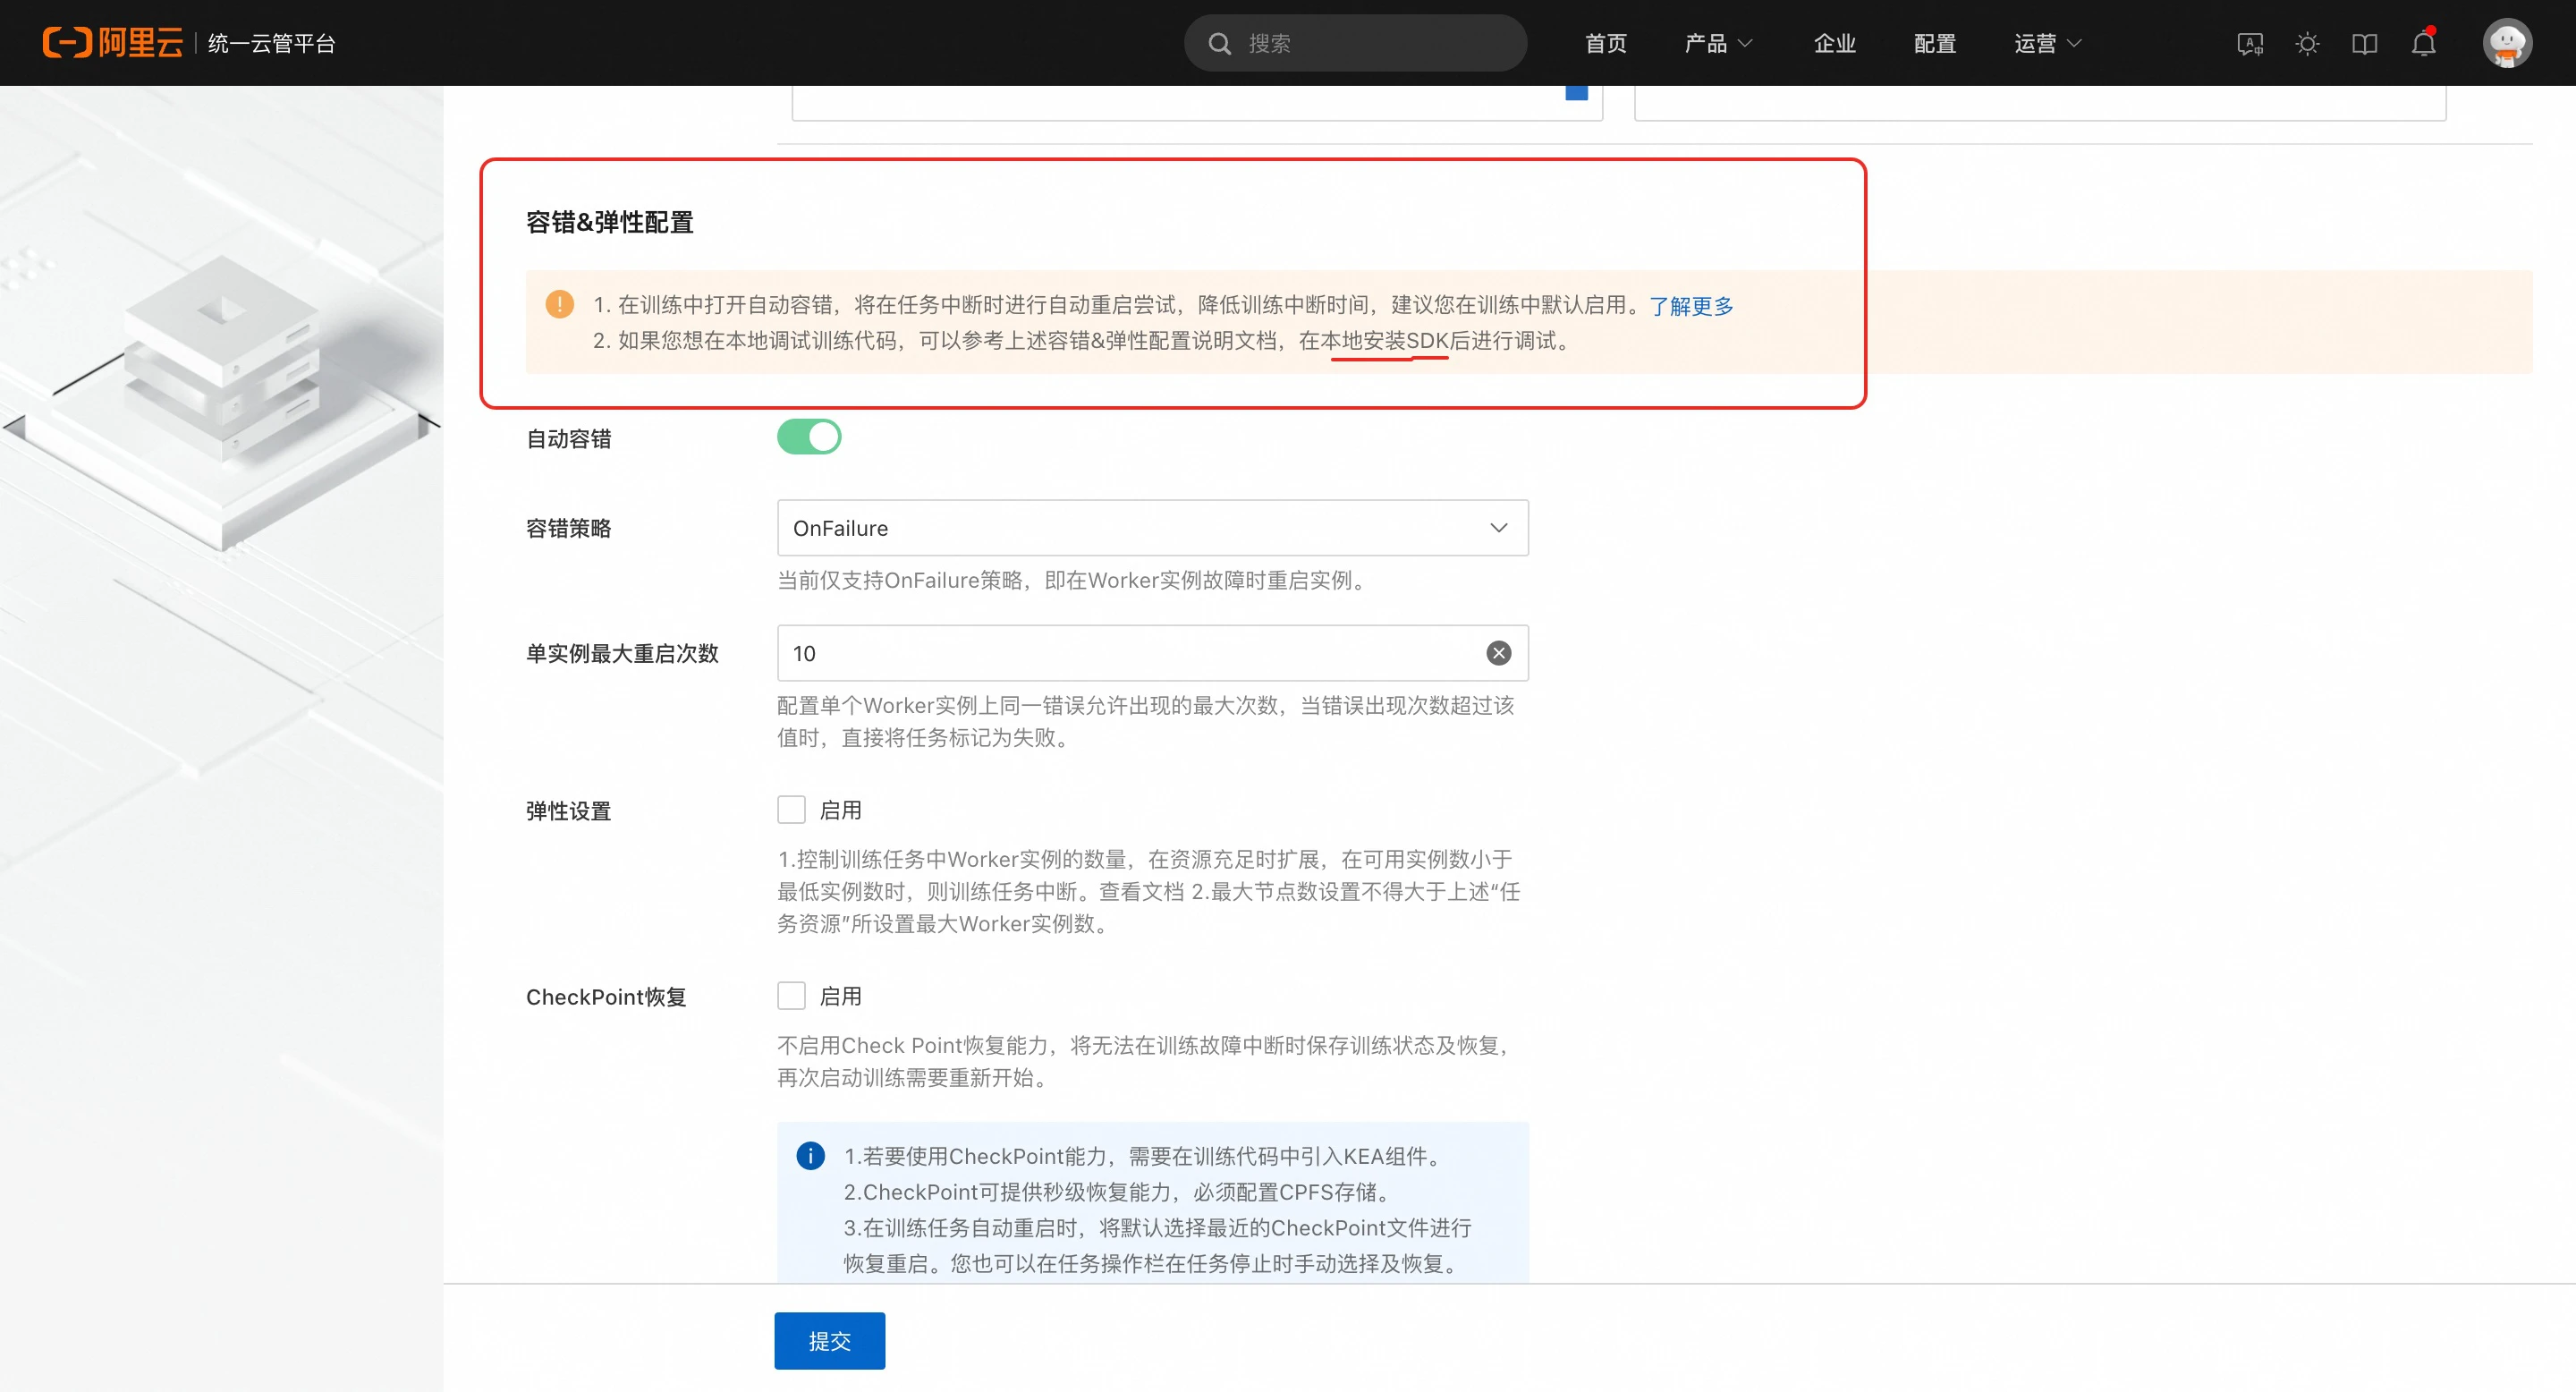 阿里云 统一云管平台 搜索 首页 产品 企业 配置 运营
容错&弹性配置
1. 在训练中打开自动容错，将在任务中断时进行自动重启尝试，降低训练中断时间，建议您在训练中默认启用。了解更多
2. 如果您想在本地调试训练代码，可以参考上述容错&弹性配置说明文档，在本地安装SDK后进行调试。
自动容错
容错策略 OnFailure
当前仅支持OnFailure策略，即在Worker实例故障时重启实例。
单实例最大重启次数 10
配置单个Worker实例上同一错误允许出现的最大次数，当错误出现次数超过该
值时，直接将任务标记为失败。
弹性设置 启用
1.控制训练任务中Worker实例的数量，在资源充足时扩展，在可用实例数小于
最低实例数时，则训练任务中断。查看文档 2.最大节点数设置不得大于上述“任
务资源”所设置最大Worker实例数。
CheckPoint恢复 启用
不启用Check Point恢复能力，将无法在训练故障中断时保存训练状态及恢复，
再次启动训练需要重新开始。
1.若要使用CheckPoint能力，需要在训练代码中引入KEA组件。
2.CheckPoint可提供秒级恢复能力，必须配置CPFS存储。
3.在训练任务自动重启时，将默认选择最近的CheckPoint文件进行
恢复重启。您也可以在任务操作栏在任务停止时手动选择及恢复。
提交